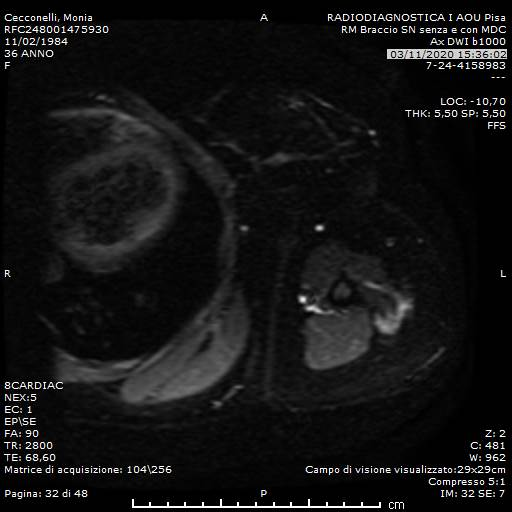 Cecconelli, Monia
RFC248001475930
11/02/1984
36 ANNO
F
A
RADIODIAGNOSTICA I AOU Pisa
RM Braccio SN senza e con MDC
Ax DWI b1000
03/11/2020 15:36:02
7-24-4158983
---
LOC: -10,70
THK: 5,50 SP: 5,50
FFS
R
L
8CARDIAC
NEX:5
EC: 1
EP\SE
FA: 90
TR: 2800
TE: 68,60
Matrice di acquisizione: 104\256
Pagina: 32 di 48
P
Z: 2
C: 481
W: 962
Campo di visione visualizzato:29x29cm
Compresso 5:1
IM: 32 SE: 7
cm